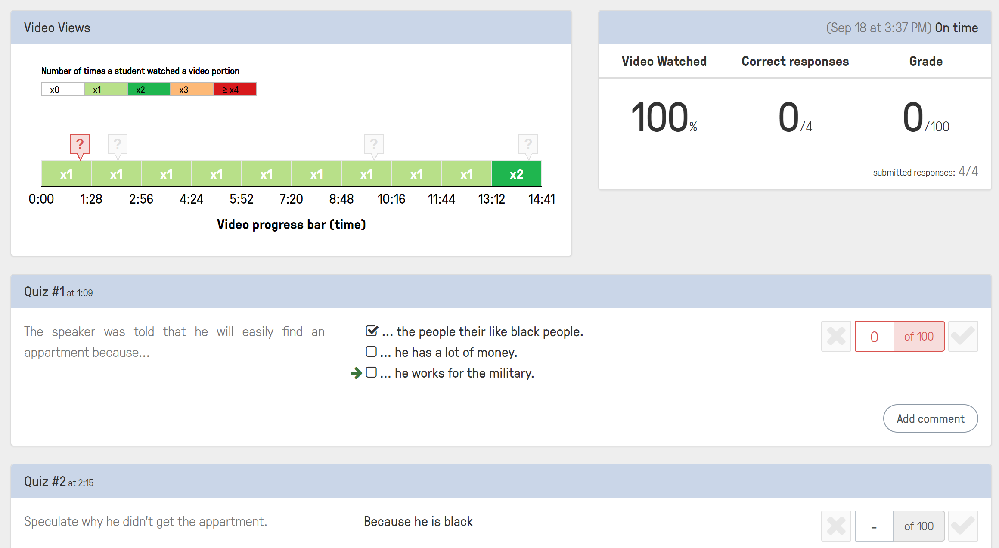 Video Views
Number of times a student watched a video portion
x0 x1 x2 x3 ≥ x4
? ? ? ?
x1 x1 x1 x1 x1 x1 x1 x1 x1 x2
0:00 1:28 2:56 4:24 5:52 7:20 8:48 10:16 11:44 13:12 14:41
Video progress bar (time)
(Sep 18 at 3:37 PM) On time
Video Watched Correct responses Grade
100% 0/4 0/100
submitted responses: 4/4
Quiz #1 at 1:09
The speaker was told that he will easily find an
appartment because...
... the people their like black people.
... he has a lot of money.
... he works for the military.
0 of 100
Add comment
Quiz #2 at 2:15
Speculate why he didn't get the appartment.
Because he is black
- of 100